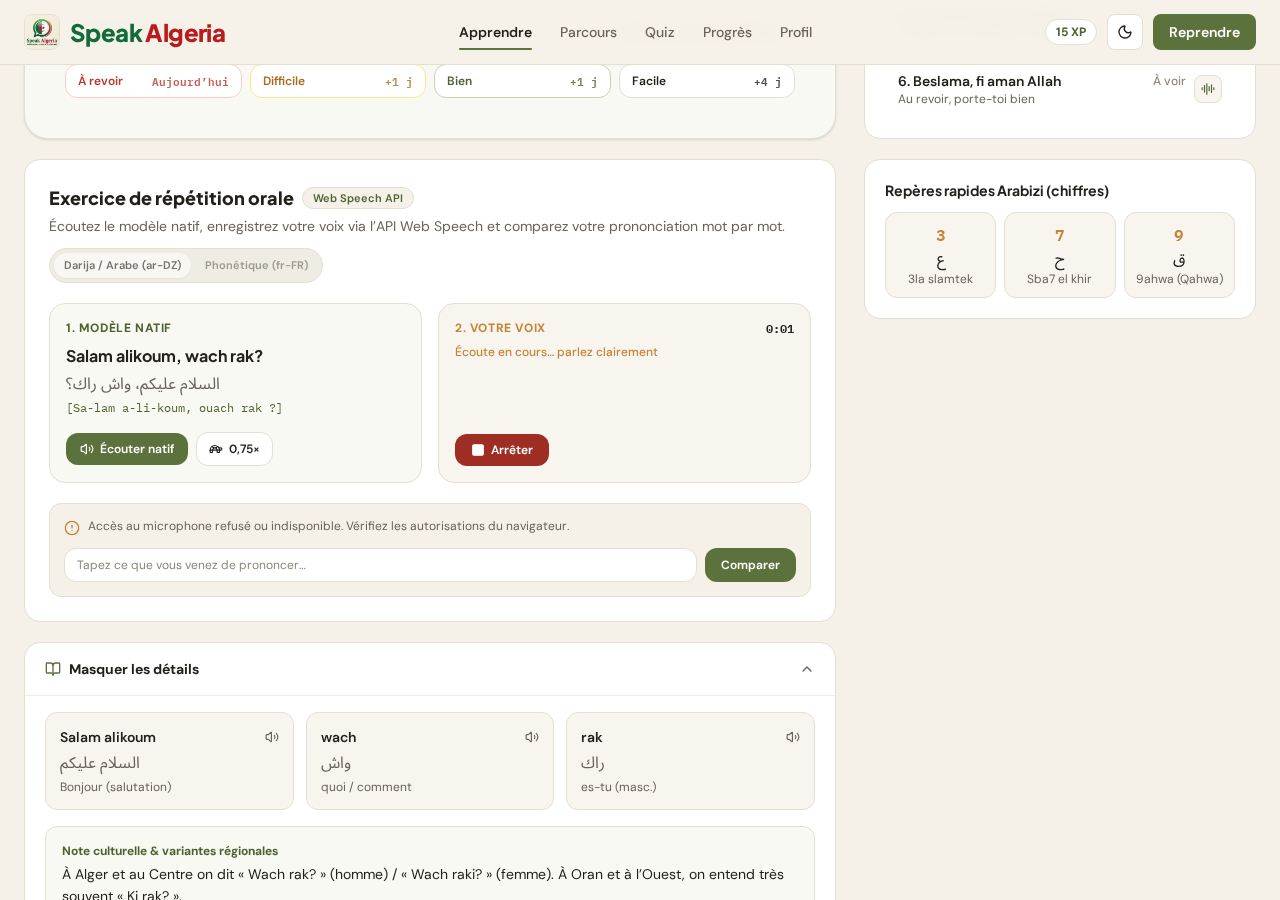 Speak Algeria
Apprendre
Parcours
Quiz
Progrès
Profil
15 XP
Reprendre
À revoir
Aujourd’hui
Difficile
+1 j
Bien
+1 j
Facile
+4 j
6. Beslama, fi aman Allah
À voir
Au revoir, porte-toi bien
Exercice de répétition orale
Web Speech API
Écoutez le modèle natif, enregistrez votre voix via l’API Web Speech et comparez votre prononciation mot par mot.
Darija / Arabe (ar-DZ)
Phonétique (fr-FR)
1. MODÈLE NATIF
Salam alikoum, wach rak?
السلام عليكم، واش راك؟
[Sa-lam a-li-koum, ouach rak ?]
Écouter natif
0,75×
2. VOTRE VOIX
0:01
Écoute en cours… parlez clairement
Arrêter
Accès au microphone refusé ou indisponible. Vérifiez les autorisations du navigateur.
Tapez ce que vous venez de prononcer…
Comparer
Repères rapides Arabizi (chiffres)
3
ع
3la slamtek
7
ح
Sba7 el khir
9
ق
9ahwa (Qahwa)
Masquer les détails
Salam alikoum
السلام عليكم
Bonjour (salutation)
wach
واش
quoi / comment
rak
راك
es-tu (masc.)
Note culturelle & variantes régionales
À Alger et au Centre on dit « Wach rak? » (homme) / « Wach raki? » (femme). À Oran et à l’Ouest, on entend très
souvent « Ki rak? ».